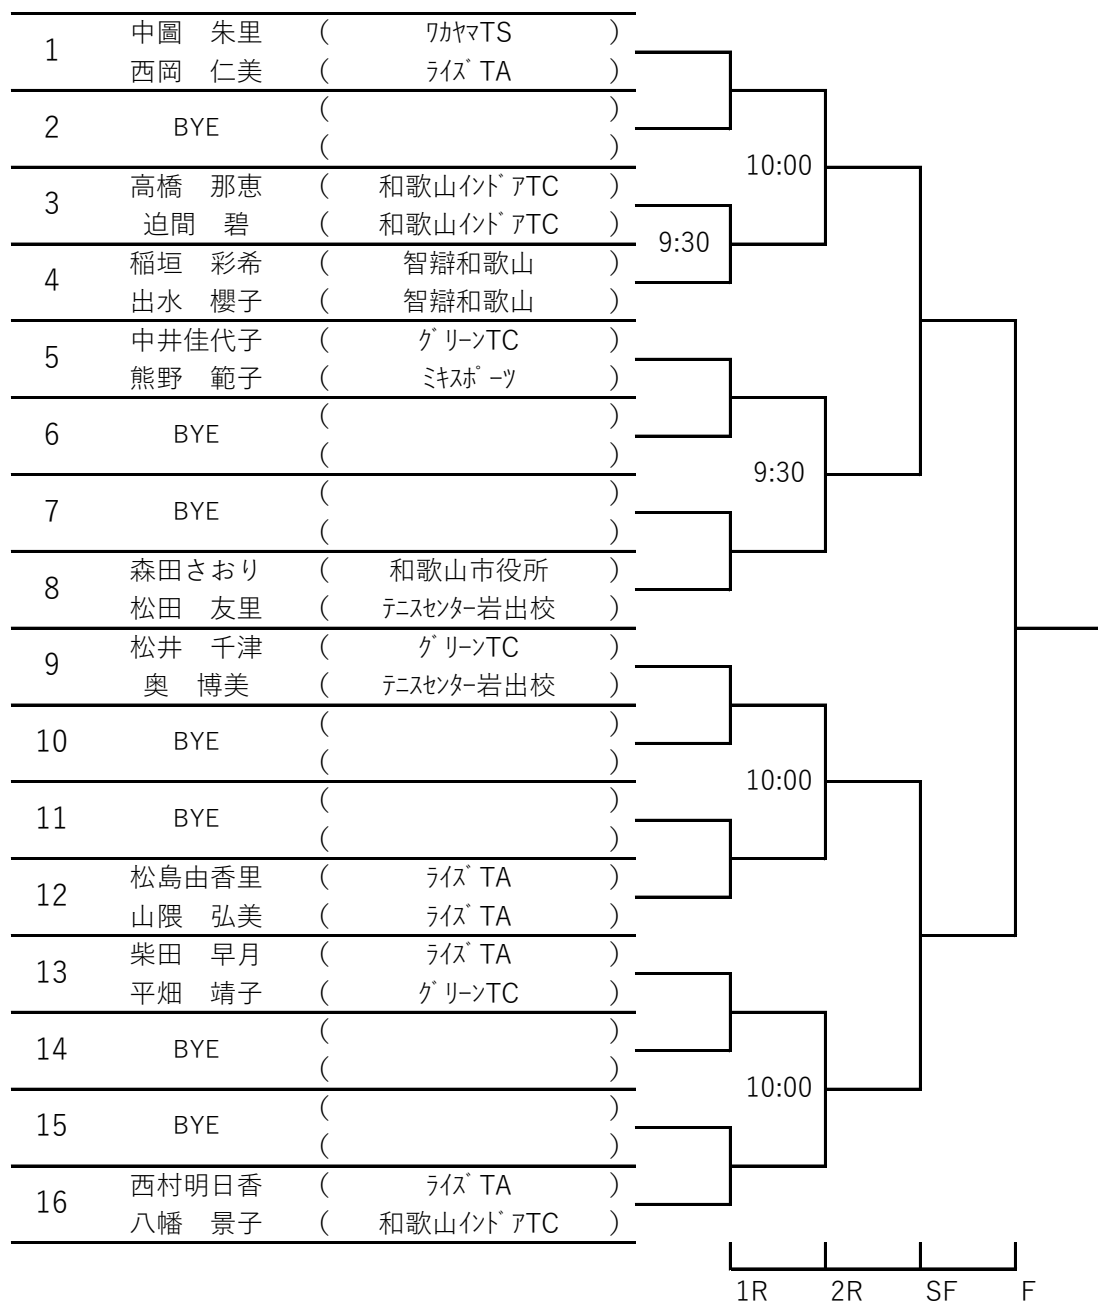 1 中圖　朱里 ( ﾜｶﾔﾏTS )
西岡　仁美 ( ﾗｲｽﾞTA )
2 BYE ( )
( )
10:00
3 高橋　那恵 ( 和歌山ｲﾝﾄﾞｱTC )
迫間　碧 ( 和歌山ｲﾝﾄﾞｱTC )
9:30
4 稲垣　彩希 ( 智辯和歌山 )
出水　櫻子 ( 智辯和歌山 )
5 中井佳代子 ( ｸﾞﾘｰﾝTC )
熊野　範子 ( ﾐｷｽﾎﾟｰﾂ )
6 BYE ( )
( )
9:30
7 BYE ( )
( )
8 森田さおり ( 和歌山市役所 )
松田　友里 ( ﾃﾆｽｾﾝﾀｰ岩出校 )
9 松井　千津 ( ｸﾞﾘｰﾝTC )
奥　博美 ( ﾃﾆｽｾﾝﾀｰ岩出校 )
10 BYE ( )
( )
10:00
11 BYE ( )
( )
12 松島由香里 ( ﾗｲｽﾞTA )
山隈　弘美 ( ﾗｲｽﾞTA )
13 柴田　早月 ( ﾗｲｽﾞTA )
平畑　靖子 ( ｸﾞﾘｰﾝTC )
14 BYE ( )
( )
10:00
15 BYE ( )
( )
16 西村明日香 ( ﾗｲｽﾞTA )
八幡　景子 ( 和歌山ｲﾝﾄﾞｱTC )
1R 2R SF F